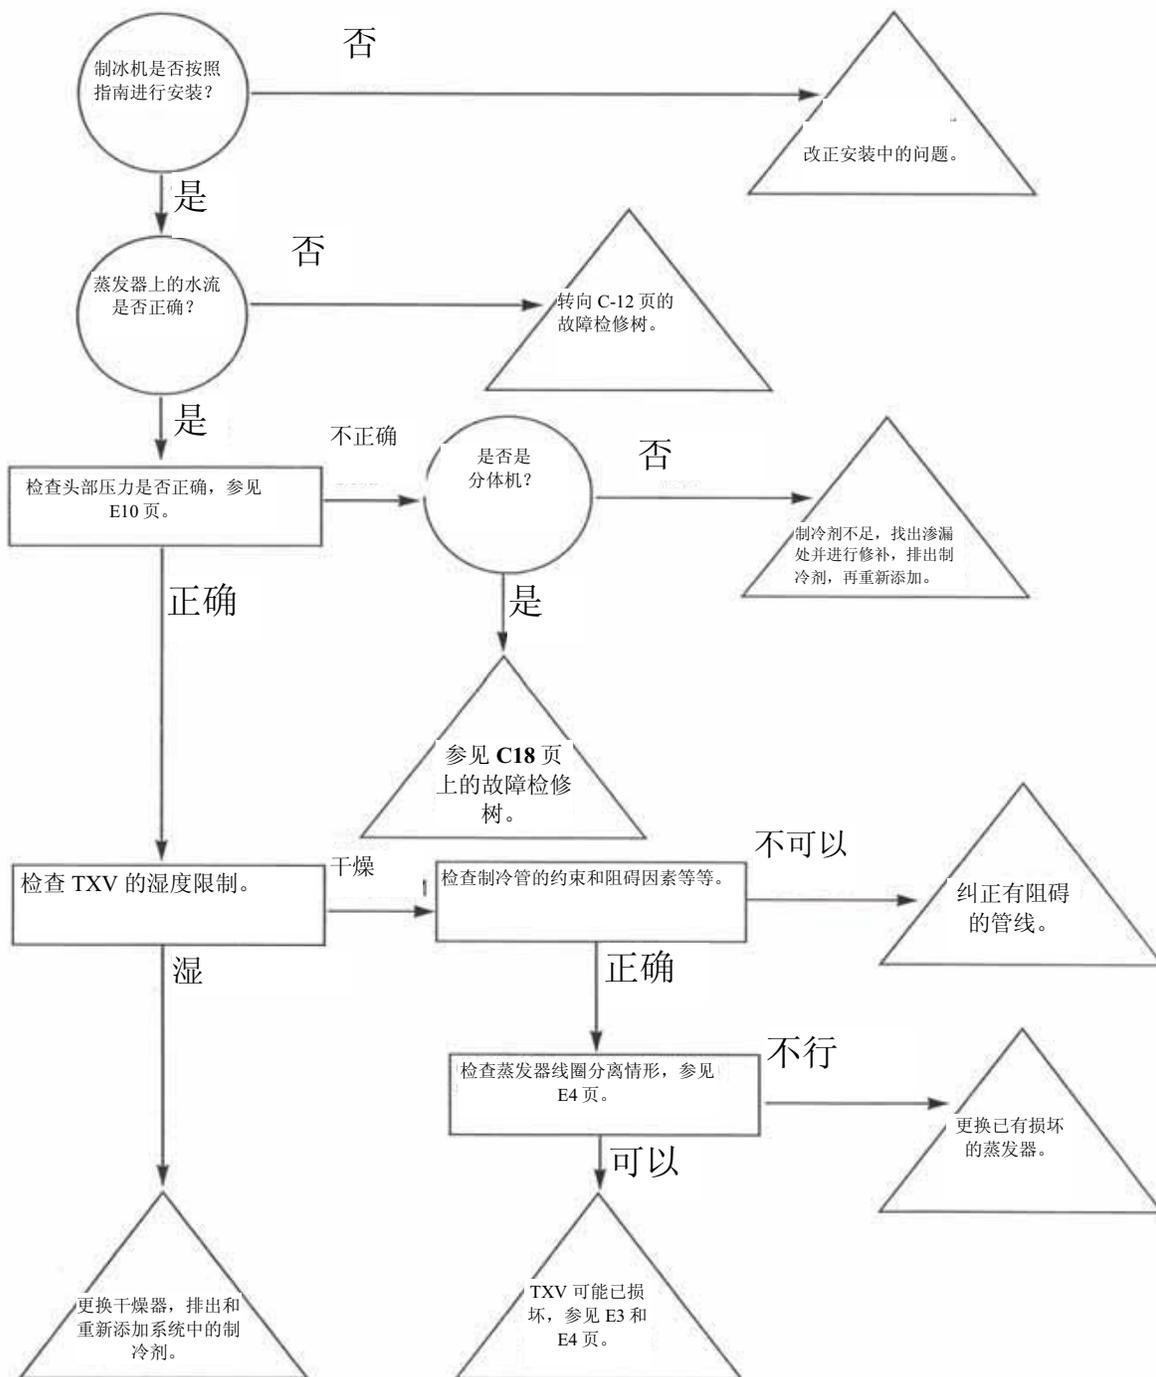 否
制冰机是否按照
指南进行安装？
改正安装中的问题。
是
否
蒸发器上的水流
是否正确？
转向 C-12 页的
故障检修树。
是
不正确
是否是
分体机？
否
检查头部压力是否正确，参见
E10 页。
制冷剂不足，找出渗漏
处并进行修补，排出制
冷剂，再重新添加。
正确
是
参见 C18 页
上的故障检修
树。
不可以
干燥
检查 TXV 的湿度限制。
检查制冷管的约束和阻碍因素等等。
纠正有阻碍
的管线。
湿
正确
不行
检查蒸发器线圈分离情形，参见
E4 页。
更换已有损坏
的蒸发器。
可以
更换干燥器，排出和
重新添加系统中的制
冷剂。
TXV 可能已损
坏，参见 E3 和
E4 页。